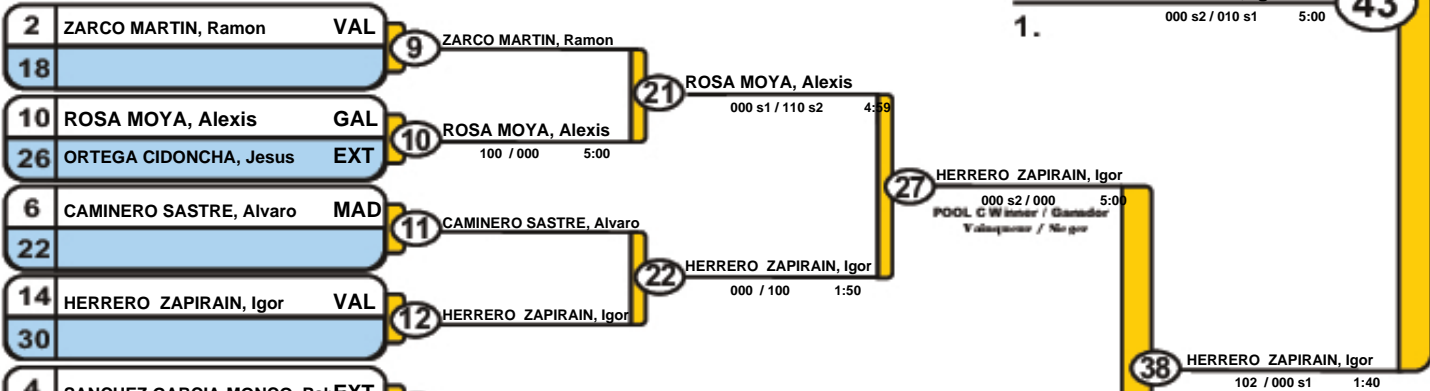 43
000 s2 / 010 s1 5:00
1.
2 ZARCO MARTIN, Ramon VAL
18
9
ZARCO MARTIN, Ramon
10 ROSA MOYA, Alexis GAL
26 ORTEGA CIDONCHA, Jesus EXT
10
ROSA MOYA, Alexis
100 / 000 5:00
21
ROSA MOYA, Alexis
000 s1 / 110 s2 4:59
6 CAMINERO SASTRE, Alvaro MAD
22
11
CAMINERO SASTRE, Alvaro
14 HERRERO ZAPIRAIN, Igor VAL
30
12
HERRERO ZAPIRAIN, Igor
22
HERRERO ZAPIRAIN, Igor
000 / 100 1:50
27
HERRERO ZAPIRAIN, Igor
000 s2 / 000 5:00
POOL C Winner / Ganador
Vainqueur / Sieger
38
HERRERO ZAPIRAIN, Igor
102 / 000 s1 1:40
4 SANCHEZ GARCIA-MONCO, EXT